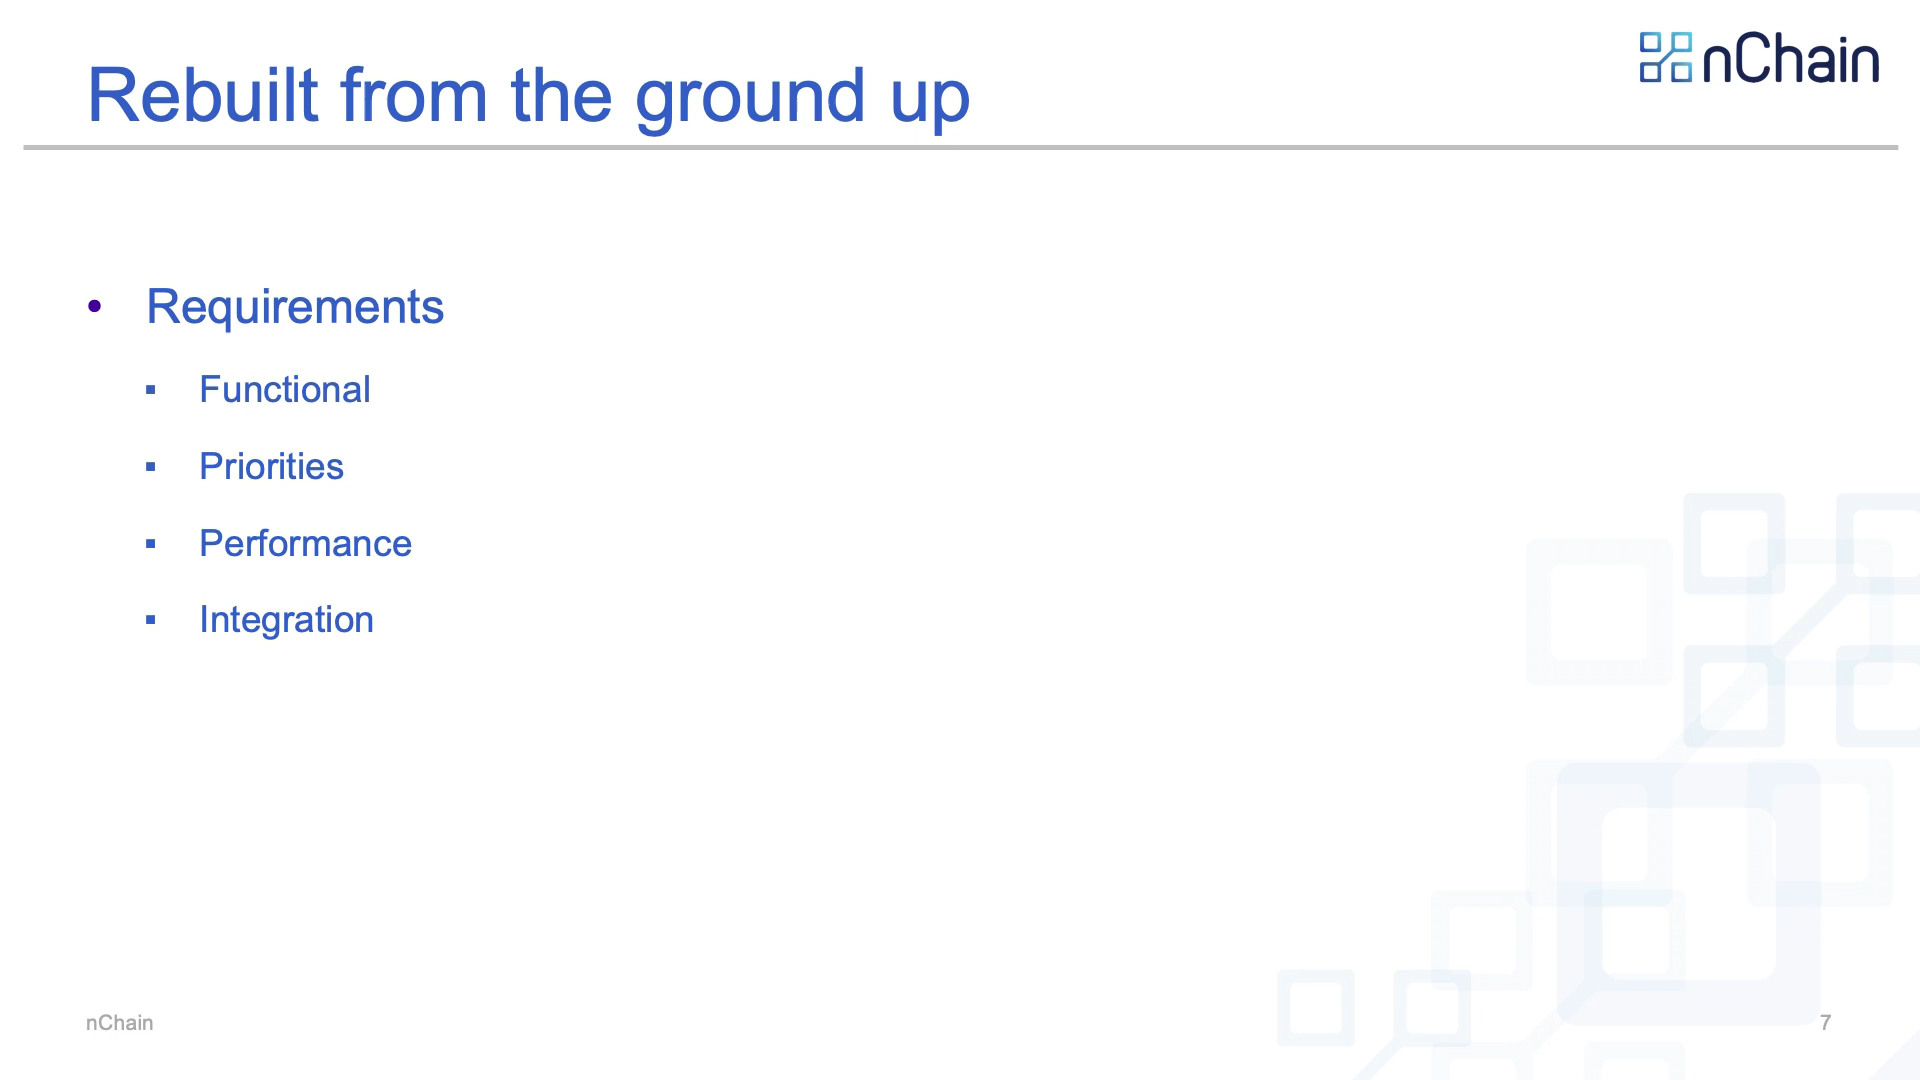 nChain
Rebuilt from the ground up
• Requirements
▪ Functional
▪ Priorities
▪ Performance
▪ Integration
nChain
7